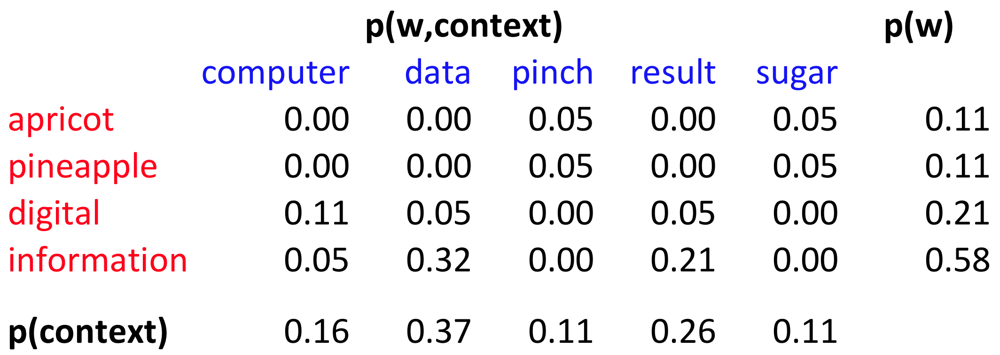 p(w,context) p(w)
computer data pinch result sugar
apricot 0.00 0.00 0.05 0.00 0.05 0.11
pineapple 0.00 0.00 0.05 0.00 0.05 0.11
digital 0.11 0.05 0.00 0.05 0.00 0.21
information 0.05 0.32 0.00 0.21 0.00 0.58
p(context) 0.16 0.37 0.11 0.26 0.11